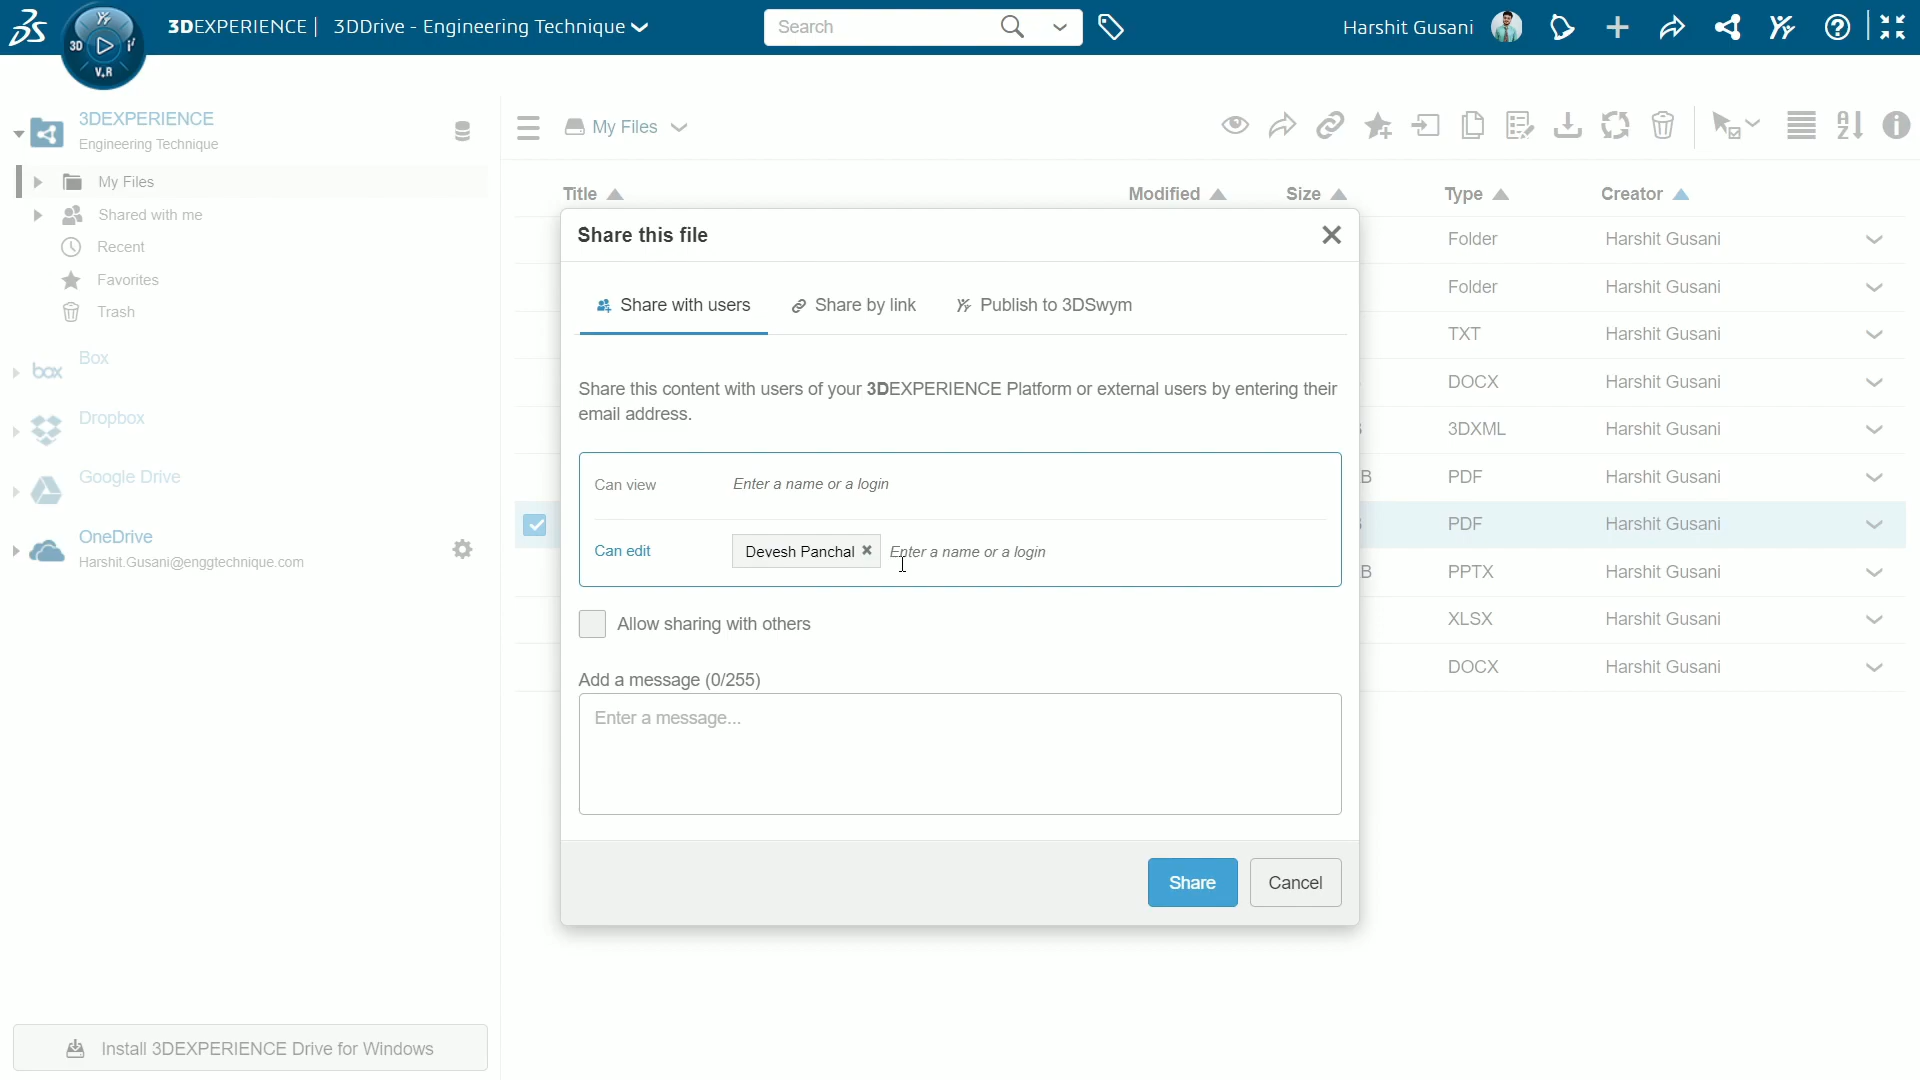 3DEXPERIENCE | 3DDrive - Engineering Technique
Search
Harshit Gusani
3D
V,R
3DEXPERIENCE
Engineering Technique
My Files
Shared with me
Recent
Favorites
Trash
Box
box
Dropbox
Google Drive
OneDrive
Harshit.Gusani@enggtechnique.com
Install 3DEXPERIENCE Drive for Windows
My Files
Title Modified Size Type Creator
Folder Harshit Gusani
Folder Harshit Gusani
TXT Harshit Gusani
DOCX Harshit Gusani
3DXML Harshit Gusani
B PDF Harshit Gusani
PDF Harshit Gusani
B PPTX Harshit Gusani
XLSX Harshit Gusani
DOCX Harshit Gusani
Share this file
Share with users Share by link Publish to 3DSwym
Share this content with users of your 3DEXPERIENCE Platform or external users by entering their
email address.
Can view Enter a name or a login
Can edit Devesh Panchal Enter a name or a login
Allow sharing with others
Add a message (0/255)
Enter a message...
Share Cancel